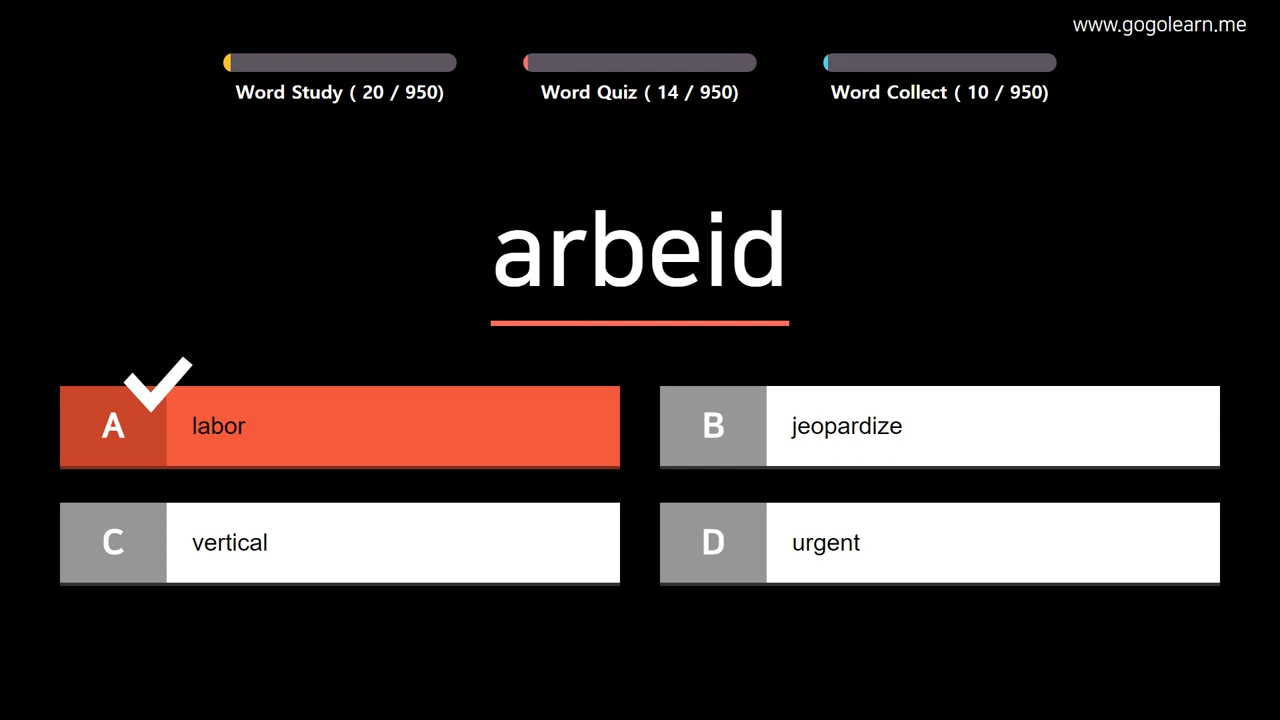 www.gogolearn.me
Word Study ( 20 / 950)
Word Quiz ( 14 / 950)
Word Collect ( 10 / 950)
arbeid
A labor
B jeopardize
C vertical
D urgent